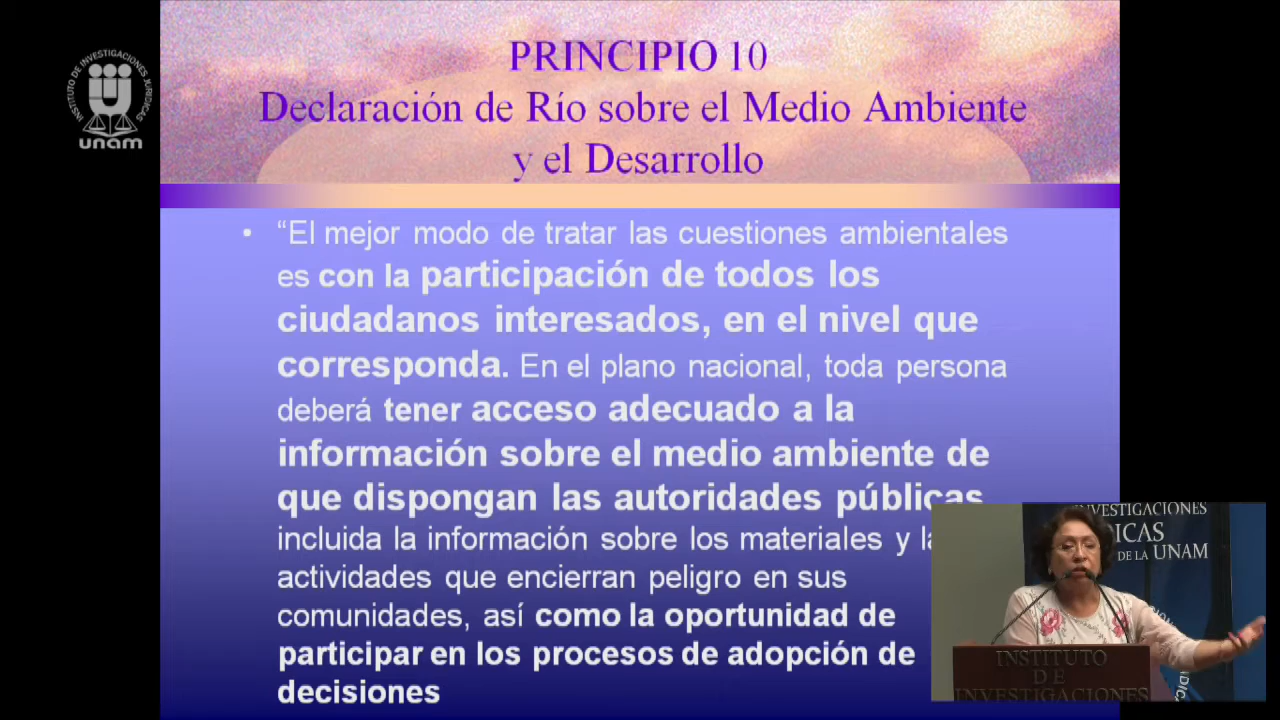 INSTITUTO DE INVESTIGACIONES JURÍDICAS
unam
PRINCIPIO 10
Declaración de Río sobre el Medio Ambiente
y el Desarrollo
• “El mejor modo de tratar las cuestiones ambientales
es con la participación de todos los
ciudadanos interesados, en el nivel que
corresponda. En el plano nacional, toda persona
deberá tener acceso adecuado a la
información sobre el medio ambiente de
que dispongan las autoridades públicas
incluida la información sobre los materiales y
actividades que encierran peligro en sus
comunidades, así como la oportunidad de
participar en los procesos de adopción de
decisiones
DE LA UNAM
INSTITUTO
DE
INVESTIGACIONES